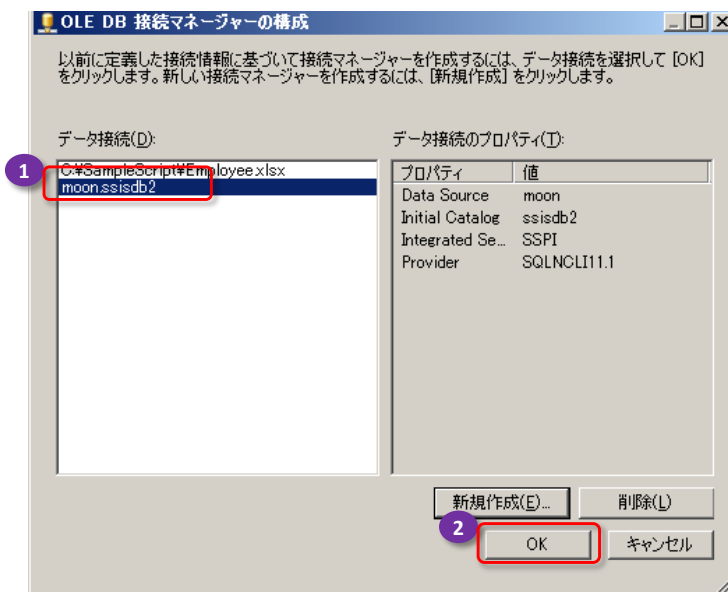 OLE DB 接続マネージャーの構成
以前に定義した接続情報に基づいて接続マネージャーを作成するには、データ接続を選択して [OK]
をクリックします。新しい接続マネージャーを作成するには、[新規作成] をクリックします。
データ接続(D):
データ接続のプロパティ(T):
1
C:¥SampleScript¥Employee.xlsx
moon.ssisdb2
プロパティ 値
Data Source moon
Initial Catalog ssisdb2
Integrated Se... SSPI
Provider SQLNCLI11.1
新規作成(E)... 削除(L)
2
OK キャンセル